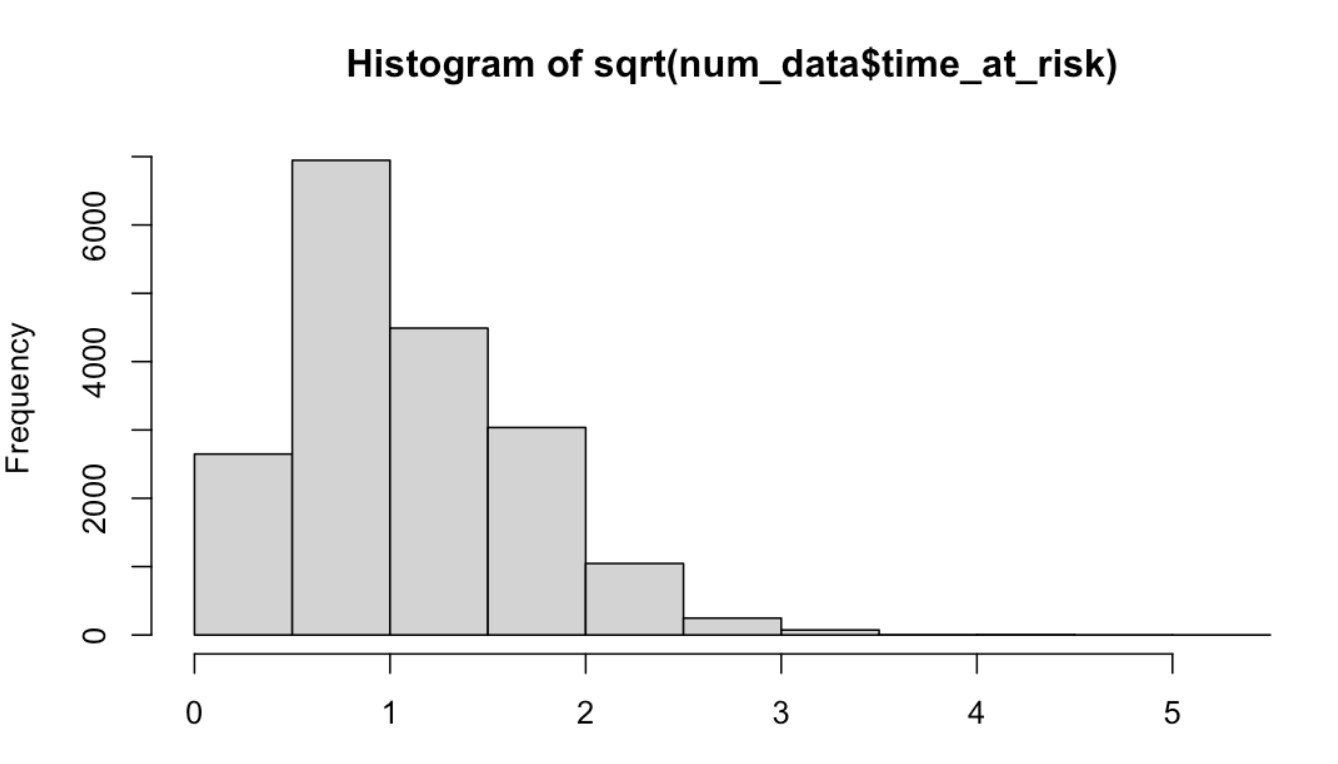 Histogram of sqrt(num_data$time_at_risk)
Frequency
6000
4000
2000
0
0 1 2 3 4 5